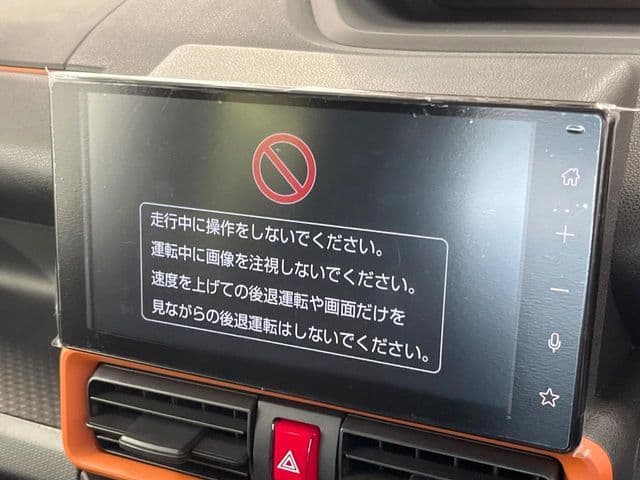 走行中に操作をしないでください。
運転中に画像を注視しないでください。
速度を上げての後退運転や画面だけを
見ながらの後退運転はしないでください。